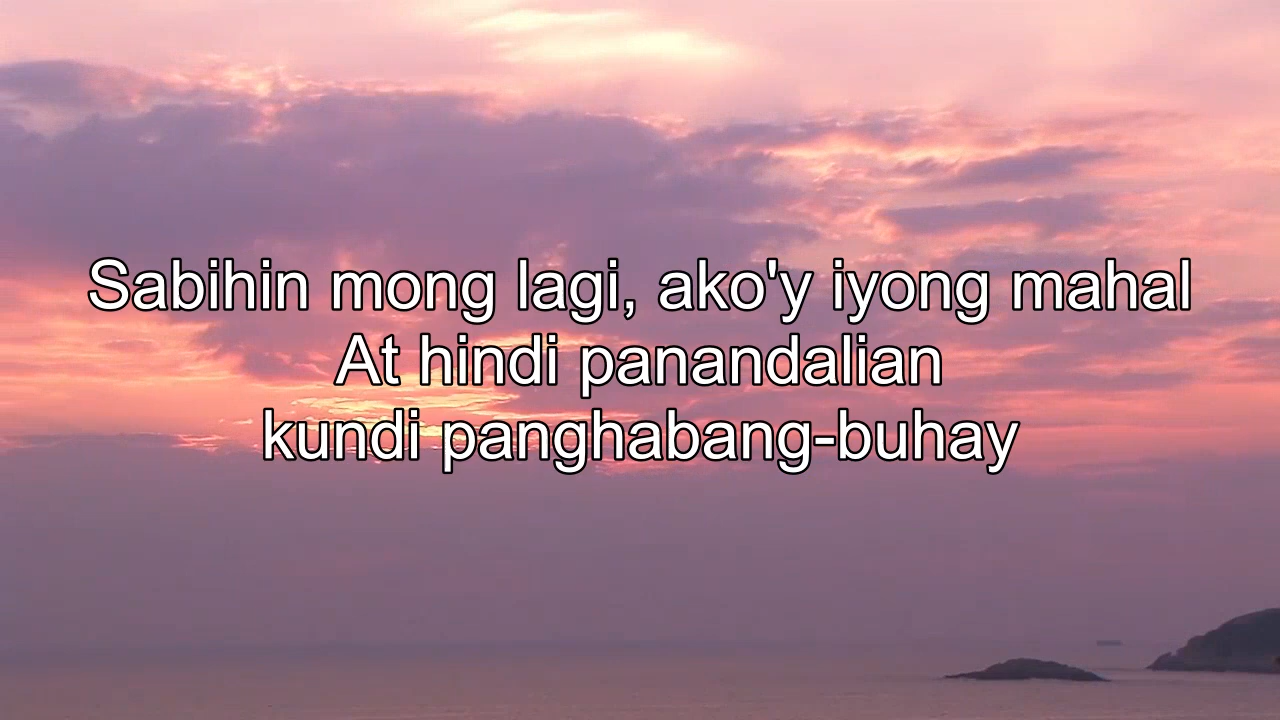 Sabihin mong lagi, ako'y iyong mahal
At hindi panandalian
kundi panghabang-buhay